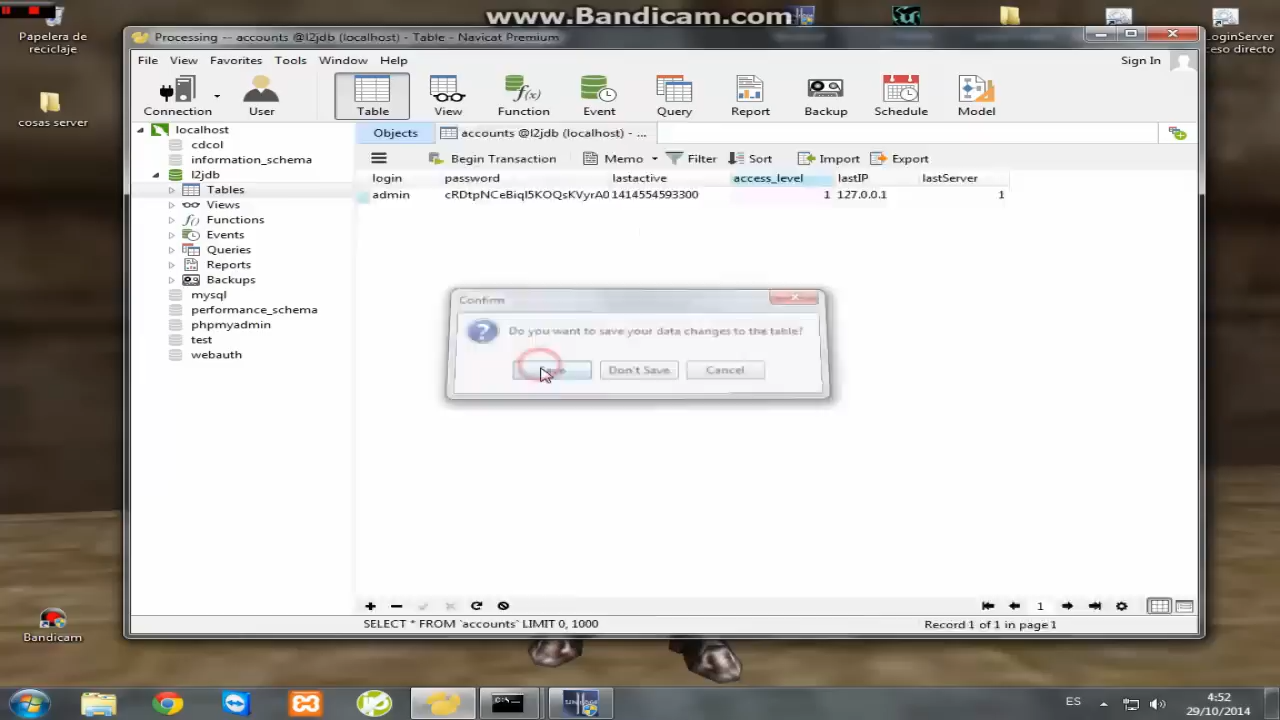 www.Bandicam.com
Papelera de
reciclaje
LoginServer
ceso directo
Processing -- accounts @l2jdb (localhost) - Table - Navicat Premium
File View Favorites Tools Window Help
Sign In
Connection User Table View Function Event Query Report Backup Schedule Model
cosas server
localhost
cdcol
information_schema
l2jdb
Tables
Views
Functions
Events
Queries
Reports
Backups
mysql
performance_schema
phpmyadmin
test
webauth
Objects accounts @l2jdb (localhost) - ...
Begin Transaction Memo Filter Sort Import Export
login password lastactive access_level lastIP lastServer
admin cRDtpNCeBiql5KOQsKVyrA0 1414554593300 1 127.0.0.1 1
Confirm
Do you want to save your data changes to the table?
Don't Save Cancel
1
SELECT * FROM `accounts` LIMIT 0, 1000
Record 1 of 1 in page 1
Bandicam
ES
4:52
29/10/2014